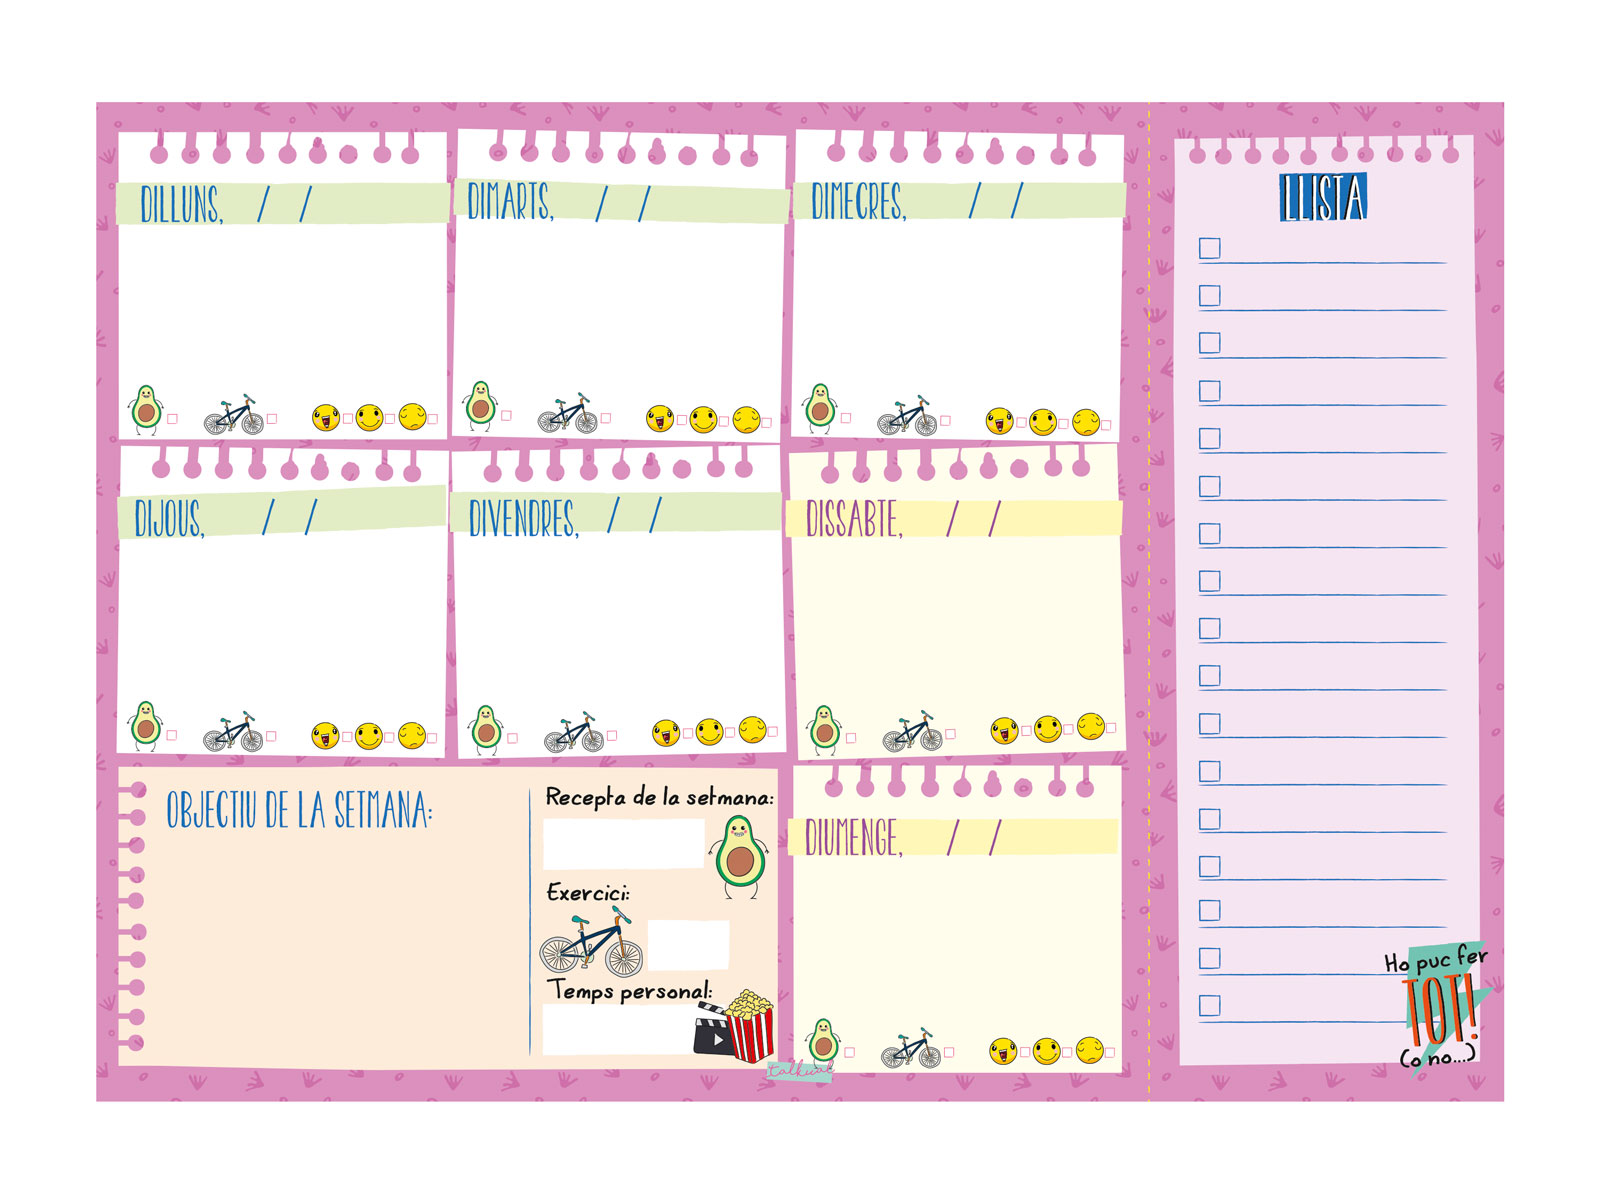 DILLUNS, / /
DIMARTS, / /
DIMECRES, / /
DIJOUS, / /
DIVENDRES, / /
DISSABTE, / /
OBJECTIU DE LA SETMANA:
Recepta de la setmana:
Exercici:
Temps personal:
DIUMENGE, / /
talkual
LLISTA
Ho puc fer
TOT!
(o no...)